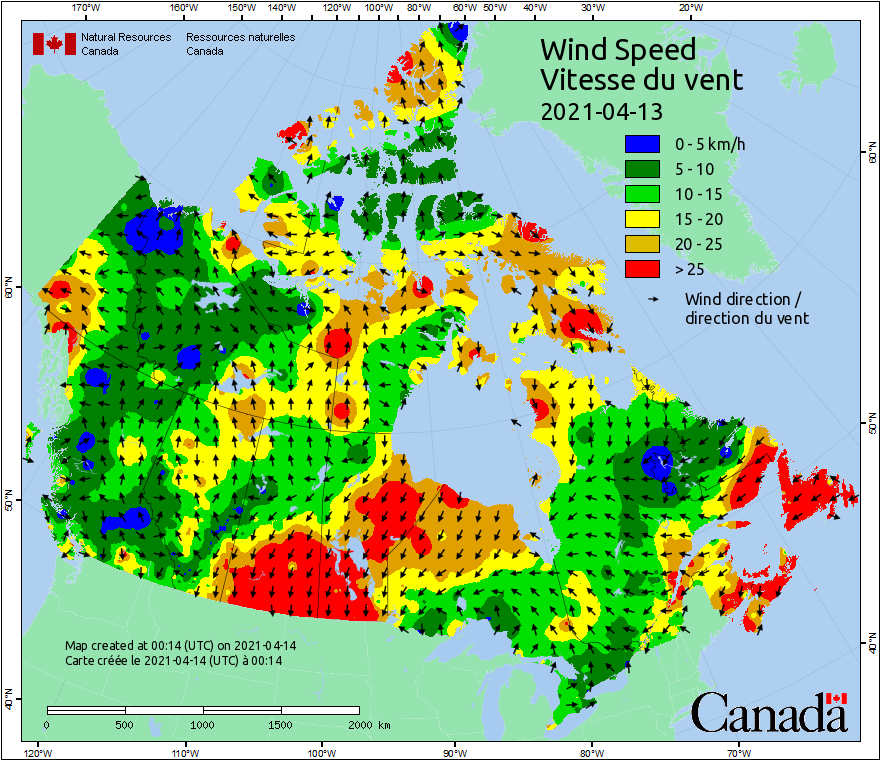 170°W 160°W 150°W 140°W 130°W 120°W 110°W 100°W 90°W 80°W 70°W 60°W 50°W 40°W 30°W 20°W
Natural Resources Canada
Ressources naturelles Canada
Wind Speed
Vitesse du vent
2021-04-13
0 - 5 km/h
5 - 10
10 - 15
15 - 20
20 - 25
> 25
Wind direction /
direction du vent
60°N
60°N
50°N
50°N
40°N
40°N
Map created at 00:14 (UTC) on 2021-04-14
Carte créée le 2021-04-14 (UTC) à 00:14
0 500 1000 1500 2000 km
Canada
120°W 110°W 100°W 90°W 80°W 70°W